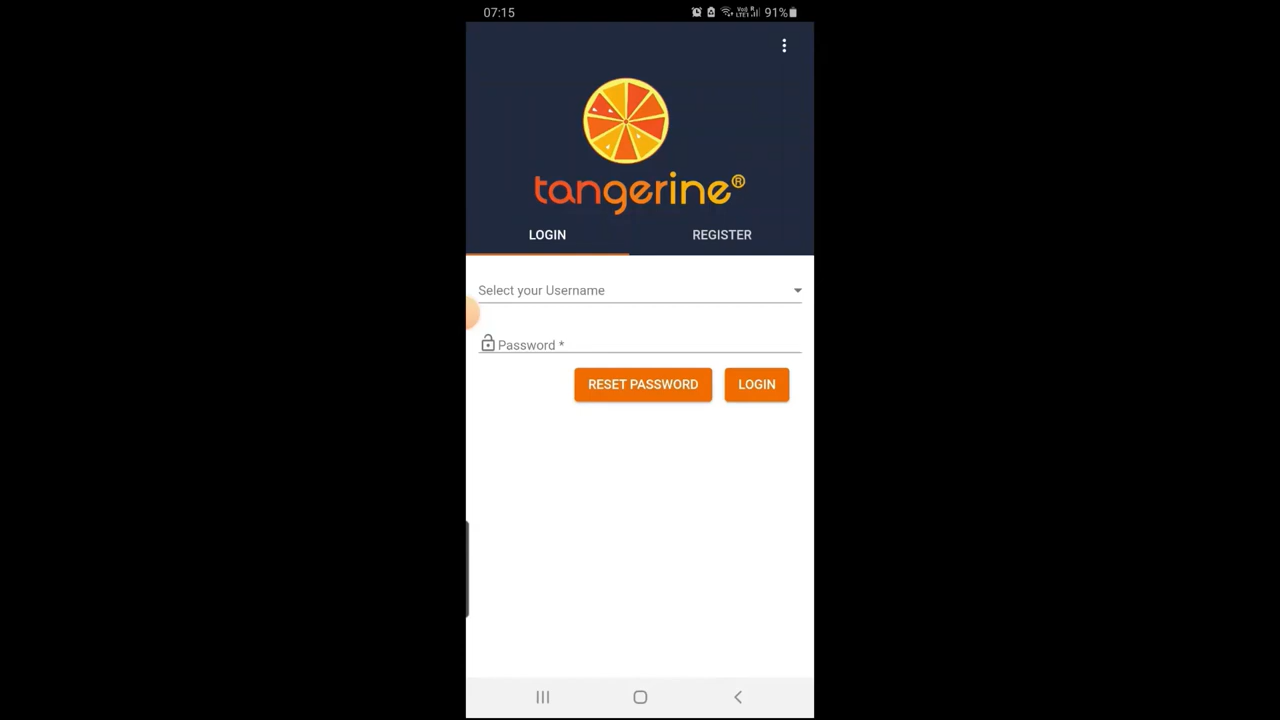 07:15 91%
tangerine®
LOGIN REGISTER
Select your Username
Password *
RESET PASSWORD LOGIN